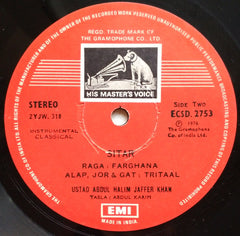 REGD. TRADE MARK OF
THE GRAMOPHONE CO. LTD.
HIS MASTER'S VOICE
STEREO
2YJW. 318
INSTRUMENTAL
CLASSICAL
SIDE TWO
ECSD. 2753
℗ 1976
The Gramophone
Co. of India Ltd.
SITAR
RAGA : FARGHANA
ALAP, JOR & GAT : TRITAAL
USTAD ABDUL HALIM JAFFER KHAN
TABLA : ABDUL KARIM
EMI
MADE IN INDIA